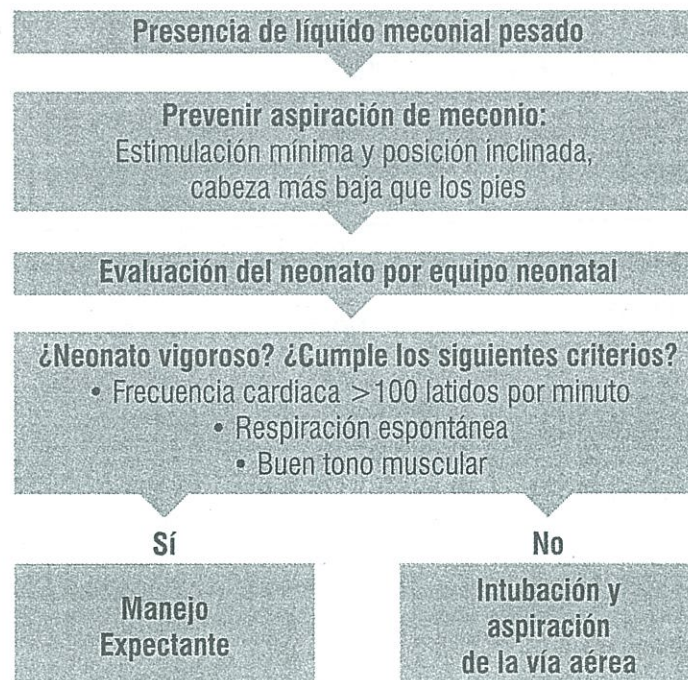 Presencia de líquido meconial pesado
Prevenir aspiración de meconio:
Estimulación mínima y posición inclinada,
cabeza más baja que los pies
Evaluación del neonato por equipo neonatal
¿Neonato vigoroso? ¿Cumple los siguientes criterios?
• Frecuencia cardiaca >100 latidos por minuto
• Respiración espontánea
• Buen tono muscular
Sí
No
Manejo
Expectante
Intubación y
aspiración
de la vía aérea